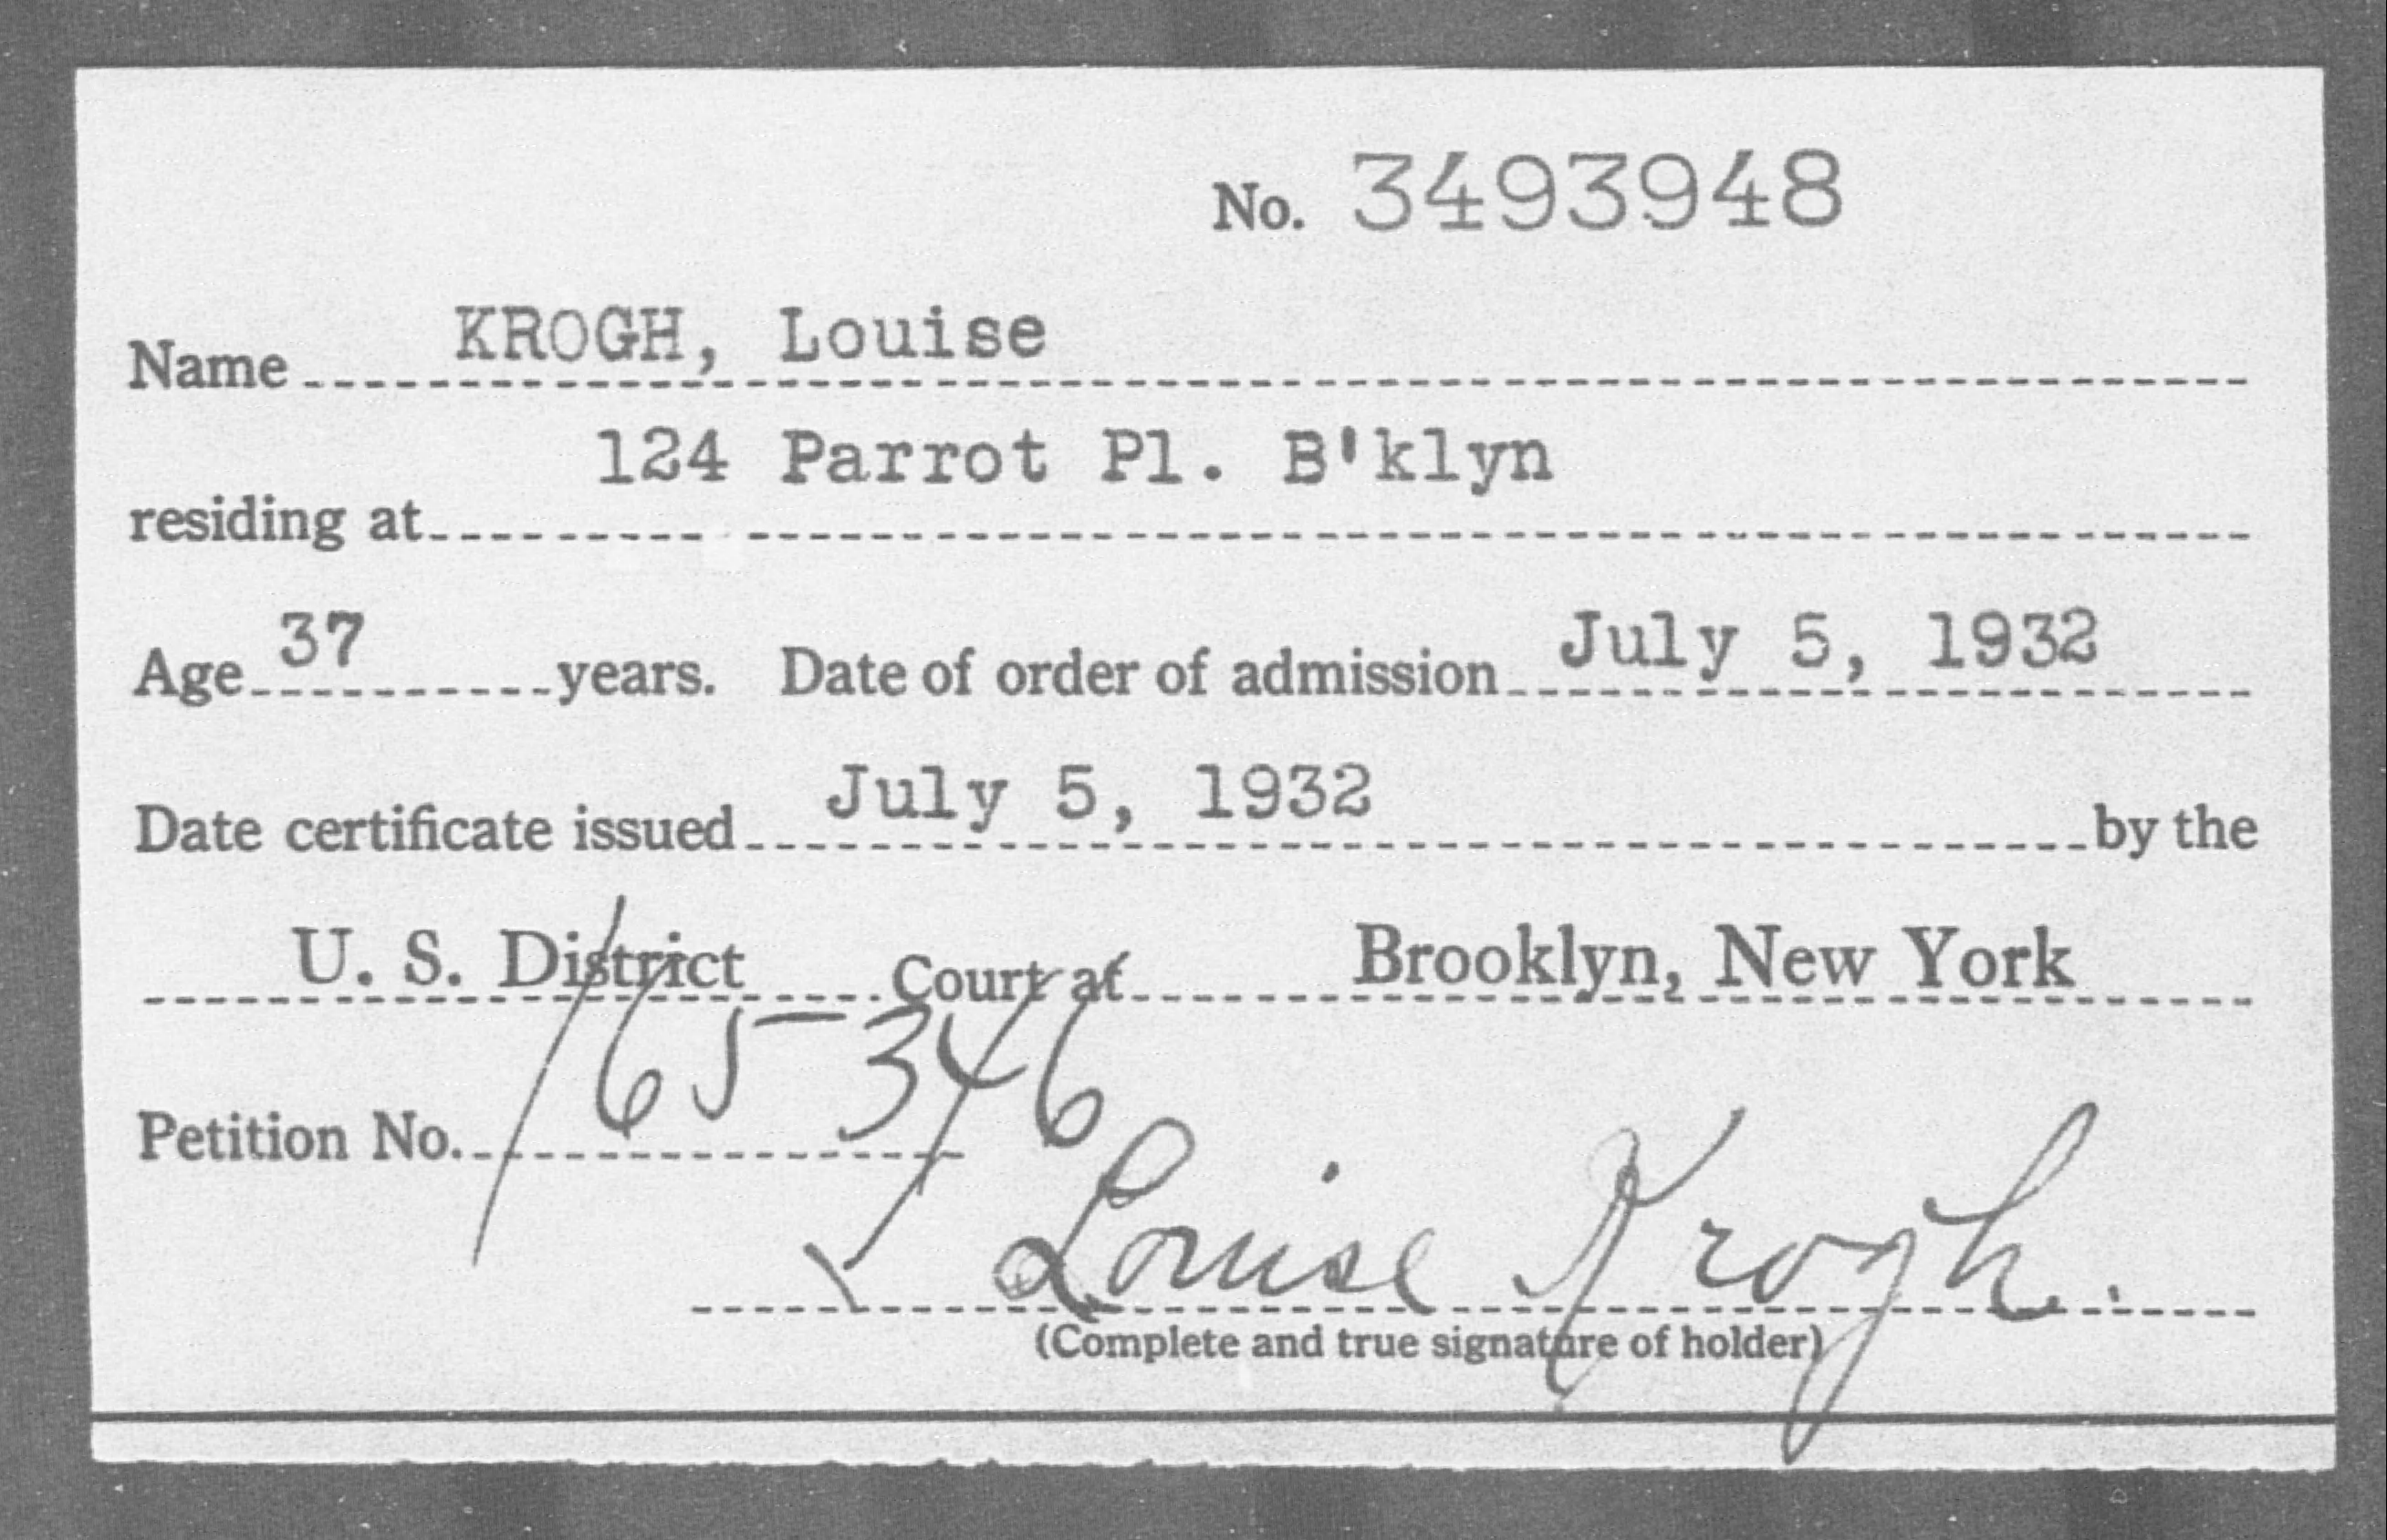 No. 3493948
Name KROGH, Louise
residing at 124 Parrot Pl. B'klyn
Age 37 years. Date of order of admission July 5, 1932
Date certificate issued July 5, 1932 by the
U. S. District Court at Brooklyn, New York
Petition No. 165346
Louise Krogh.
(Complete and true signature of holder)